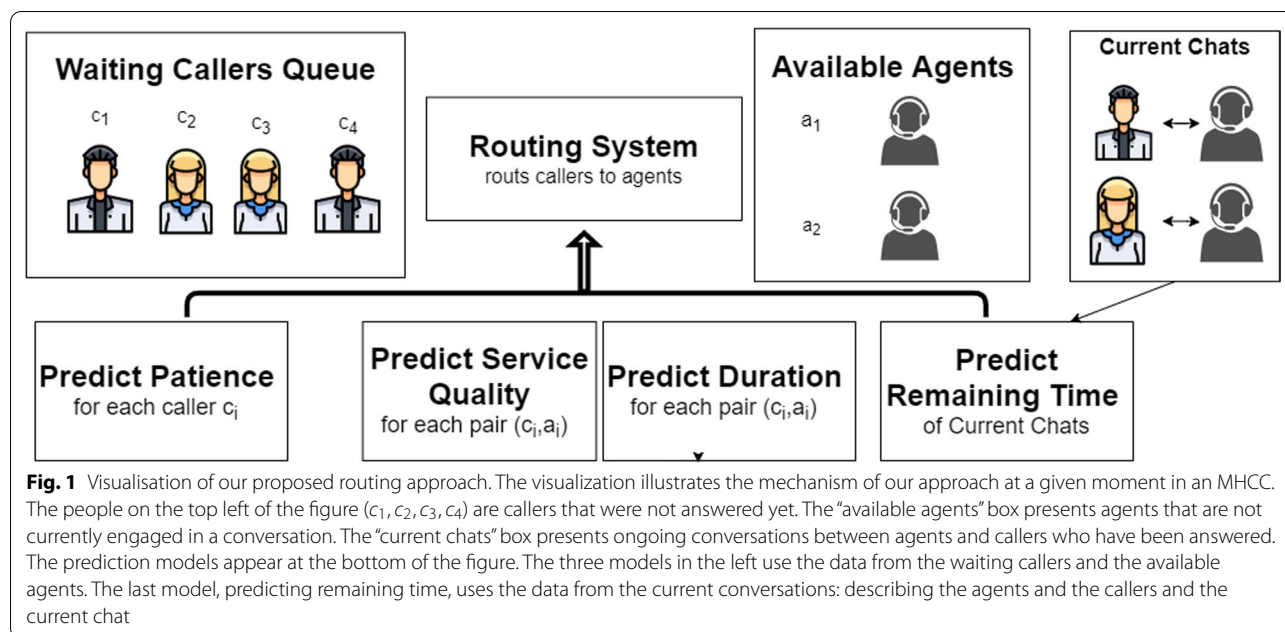 Waiting Callers Queue
c1 c2 c3 c4
Routing System
routs callers to agents
Available Agents
a1
a2
Current Chats
Predict Patience
for each caller ci
Predict Service
Quality
for each pair (ci,ai)
Predict Duration
for each pair (ci,ai)
Predict
Remaining Time
of Current Chats
Fig. 1 Visualisation of our proposed routing approach. The visualization illustrates the mechanism of our approach at a given moment in an MHCC.
The people on the top left of the figure (c1, c2, c3, c4) are callers that were not answered yet. The “available agents” box presents agents that are not
currently engaged in a conversation. The “current chats” box presents ongoing conversations between agents and callers who have been answered.
The prediction models appear at the bottom of the figure. The three models in the left use the data from the waiting callers and the available
agents. The last model, predicting remaining time, uses the data from the current conversations: describing the agents and the callers and the
current chat